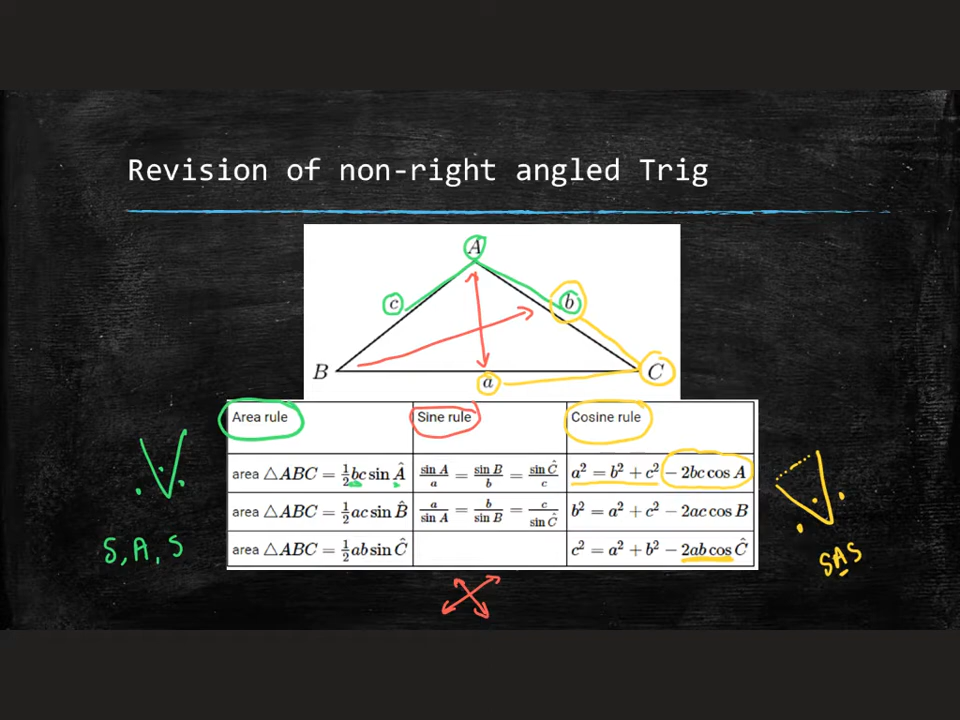 Revision of non-right angled Trig
A
c
b
B
a
C
Area rule
Sine rule
Cosine rule
area △ABC = ½bc sin Â
sin A/a = sin B/b = sin Ĉ/c
a² = b² + c² − 2bc cos A
area △ABC = ½ac sin B̂
a/sin A = b/sin B = c/sin Ĉ
b² = a² + c² − 2ac cos B
area △ABC = ½ab sin Ĉ
c² = a² + b² − 2ab cos Ĉ
S, A, S
SAS